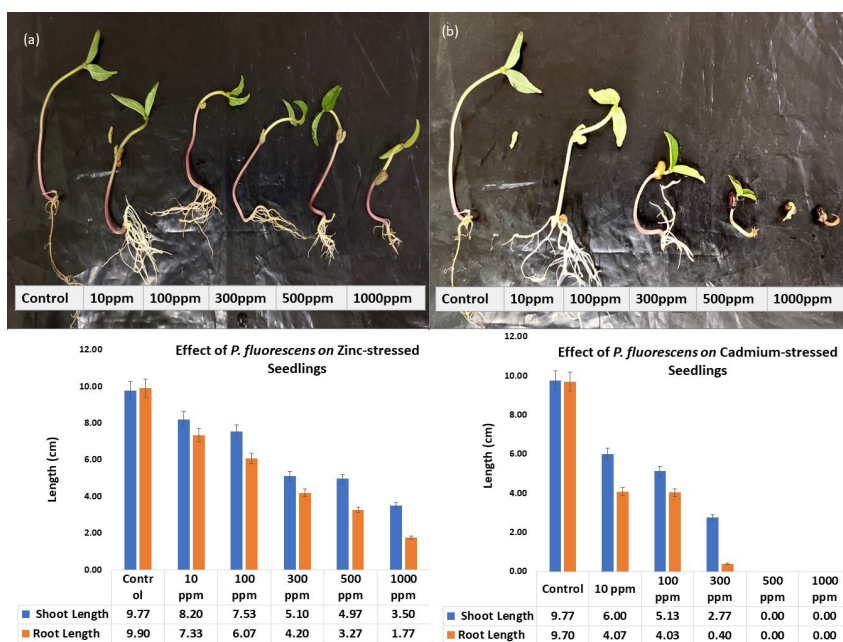 (a)
(b)
Control 10ppm 100ppm 300ppm 500ppm 1000ppm
Control 10ppm 100ppm 300ppm 500ppm 1000ppm
Effect of P. fluorescens on Zinc-stressed
Seedlings
Length (cm)
12.00
10.00
8.00
6.00
4.00
2.00
0.00
Contr
ol
10
ppm
100
ppm
300
ppm
500
ppm
1000
ppm
Shoot Length 9.77 8.20 7.53 5.10 4.97 3.50
Root Length 9.90 7.33 6.07 4.20 3.27 1.77
Effect of P. fluorescens on Cadmium-stressed
Seedlings
Length (cm)
12.00
10.00
8.00
6.00
4.00
2.00
0.00
Control
10 ppm
100
ppm
300
ppm
500
ppm
1000
ppm
Shoot Length 9.77 6.00 5.13 2.77 0.00 0.00
Root Length 9.70 4.07 4.03 0.40 0.00 0.00